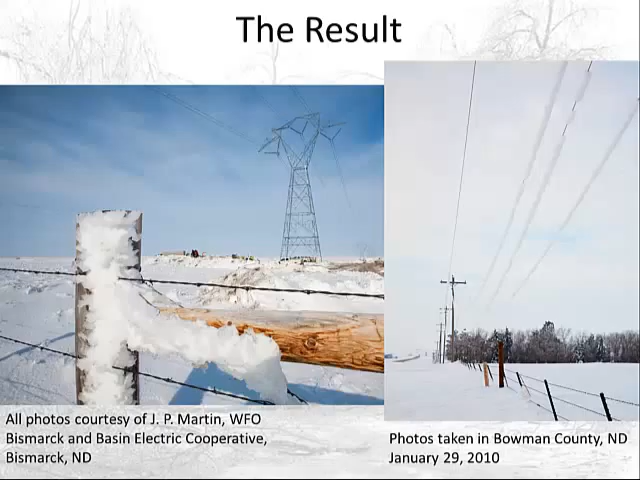 The Result
All photos courtesy of J. P. Martin, WFO
Bismarck and Basin Electric Cooperative,
Bismarck, ND
Photos taken in Bowman County, ND
January 29, 2010